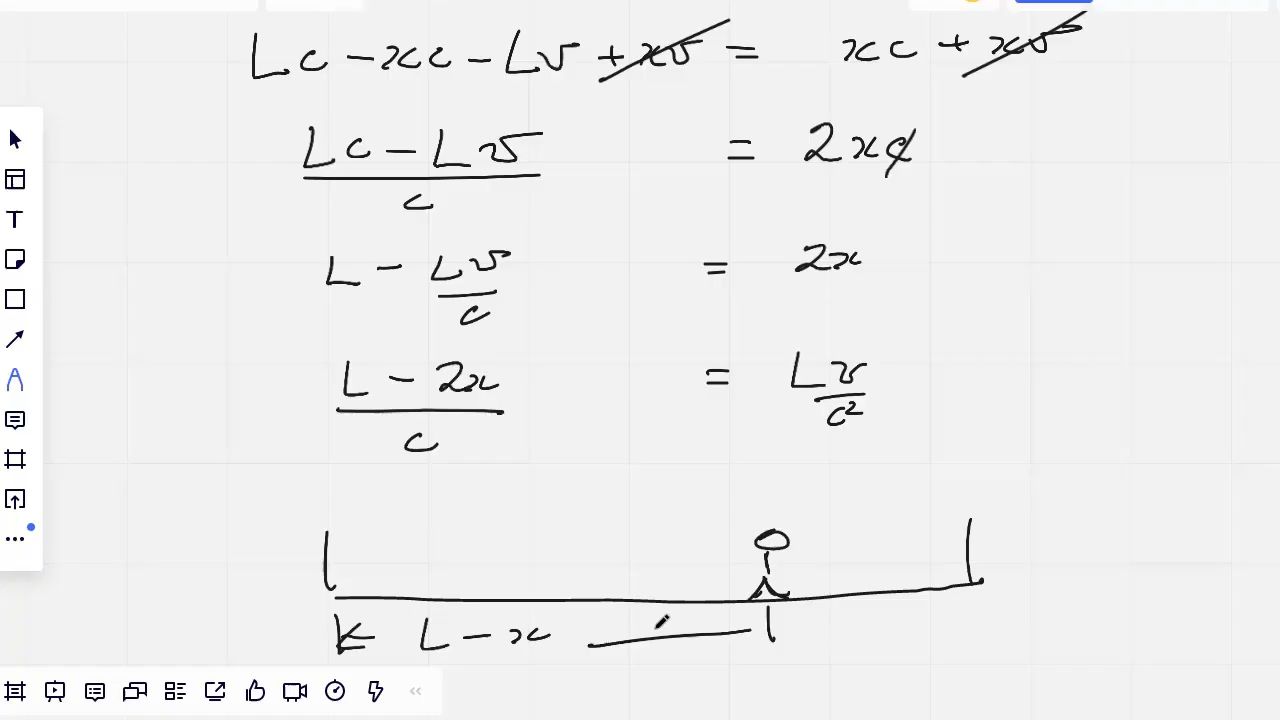 Lc - xc - Lv + xv = xc + xv
Lc - Lv = 2xc
c
L - Lv = 2x
c
L - 2x = Lv
c c²
L - x